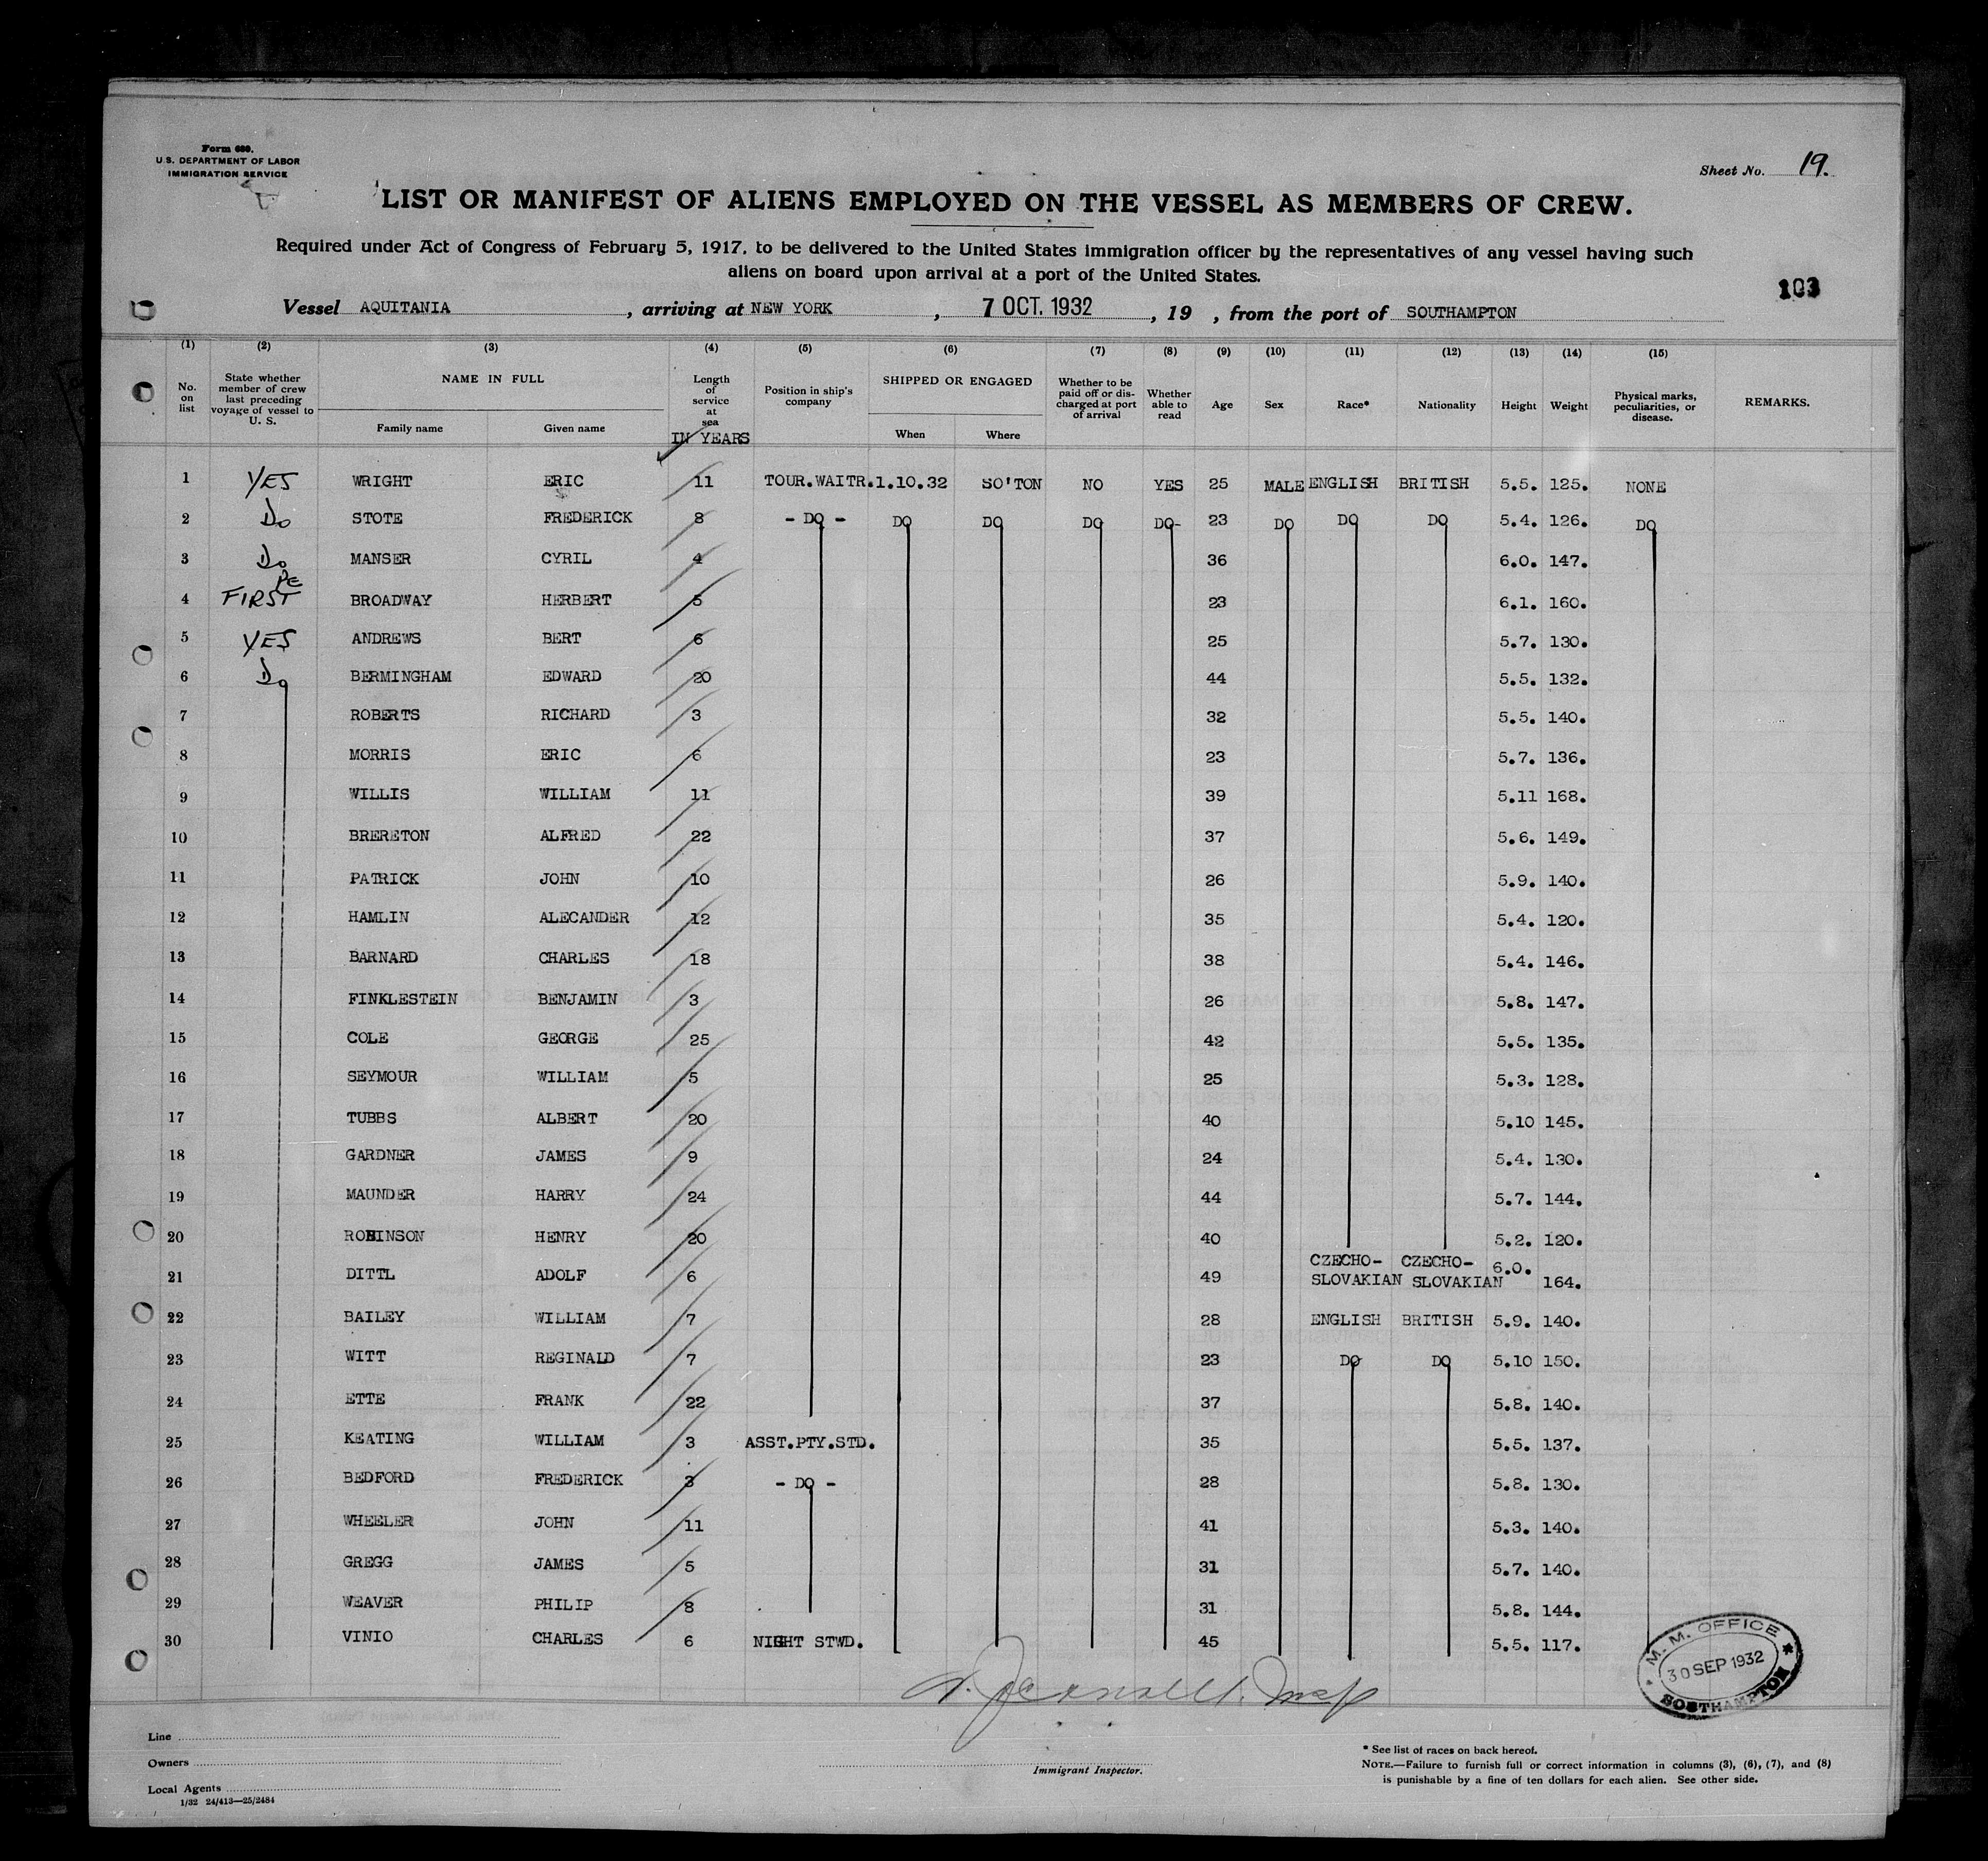 Form 680.
U.S. DEPARTMENT OF LABOR
IMMIGRATION SERVICE
Sheet No. 19.
LIST OR MANIFEST OF ALIENS EMPLOYED ON THE VESSEL AS MEMBERS OF CREW.
Required under Act of Congress of February 5, 1917, to be delivered to the United States immigration officer by the representatives of any vessel having such
aliens on board upon arrival at a port of the United States.
103
Vessel AQUITANIA, arriving at NEW YORK, 7 OCT. 1932, 19 , from the port of SOUTHAMPTON
(1) (2) (3) (4) (5) (6) (7) (8) (9) (10) (11) (12) (13) (14) (15)
No. on list
State whether member of crew last preceding voyage of vessel to U. S.
NAME IN FULL
Family name
Given name
Length of service at sea
IN YEARS
Position in ship's company
SHIPPED OR ENGAGED
When
Where
Whether to be paid off or discharged at port of arrival
Whether able to read
Age
Sex
Race*
Nationality
Height
Weight
Physical marks, peculiarities, or disease.
REMARKS.
1 YES WRIGHT ERIC 11 TOUR.WAITR. 1.10.32 SO'TON NO YES 25 MALE ENGLISH BRITISH 5.5. 125. NONE
2 Do STOTE FREDERICK 8 - DO - DO DO DO DO- 23 DO DO DO 5.4. 126. DO
3 Do MANSER CYRIL 4 36 6.0. 147.
4 FIRST BROADWAY HERBERT 5 23 6.1. 160.
5 YES ANDREWS BERT 6 25 5.7. 130.
6 Do BERMINGHAM EDWARD 20 44 5.5. 132.
7 ROBERTS RICHARD 3 32 5.5. 140.
8 MORRIS ERIC 6 23 5.7. 136.
9 WILLIS WILLIAM 11 39 5.11 168.
10 BRERETON ALFRED 22 37 5.6. 149.
11 PATRICK JOHN 10 26 5.9. 140.
12 HAMLIN ALECANDER 12 35 5.4. 120.
13 BARNARD CHARLES 18 38 5.4. 146.
14 FINKLESTEIN BENJAMIN 3 26 5.8. 147.
15 COLE GEORGE 25 42 5.5. 135.
16 SEYMOUR WILLIAM 5 25 5.3. 128.
17 TUBBS ALBERT 20 40 5.10 145.
18 GARDNER JAMES 9 24 5.4. 130.
19 MAUNDER HARRY 24 44 5.7. 144.
20 ROBINSON HENRY 20 40 5.2. 120.
21 DITTL ADOLF 6 49 CZECHO-SLOVAKIAN CZECHO-SLOVAKIAN 6.0. 164.
22 BAILEY WILLIAM 7 28 ENGLISH BRITISH 5.9. 140.
23 WITT REGINALD 7 23 DO DO 5.10 150.
24 ETTE FRANK 22 37 5.8. 140.
25 KEATING WILLIAM 3 ASST.PTY.STD. 35 5.5. 137.
26 BEDFORD FREDERICK 3 - DO - 28 5.8. 130.
27 WHEELER JOHN 11 41 5.3. 140.
28 GREGG JAMES 5 31 5.7. 140.
29 WEAVER PHILIP 8 31 5.8. 144.
30 VINIO CHARLES 6 NIGHT STWD. 45 5.5. 117.
M. M. OFFICE
30 SEP 1932
SOUTHAMPTON
Line
Owners
Local Agents
1/32 24/413—25/2484
Immigrant Inspector.
* See list of races on back hereof.
NOTE.—Failure to furnish full or correct information in columns (3), (6), (7), and (8)
is punishable by a fine of ten dollars for each alien. See other side.